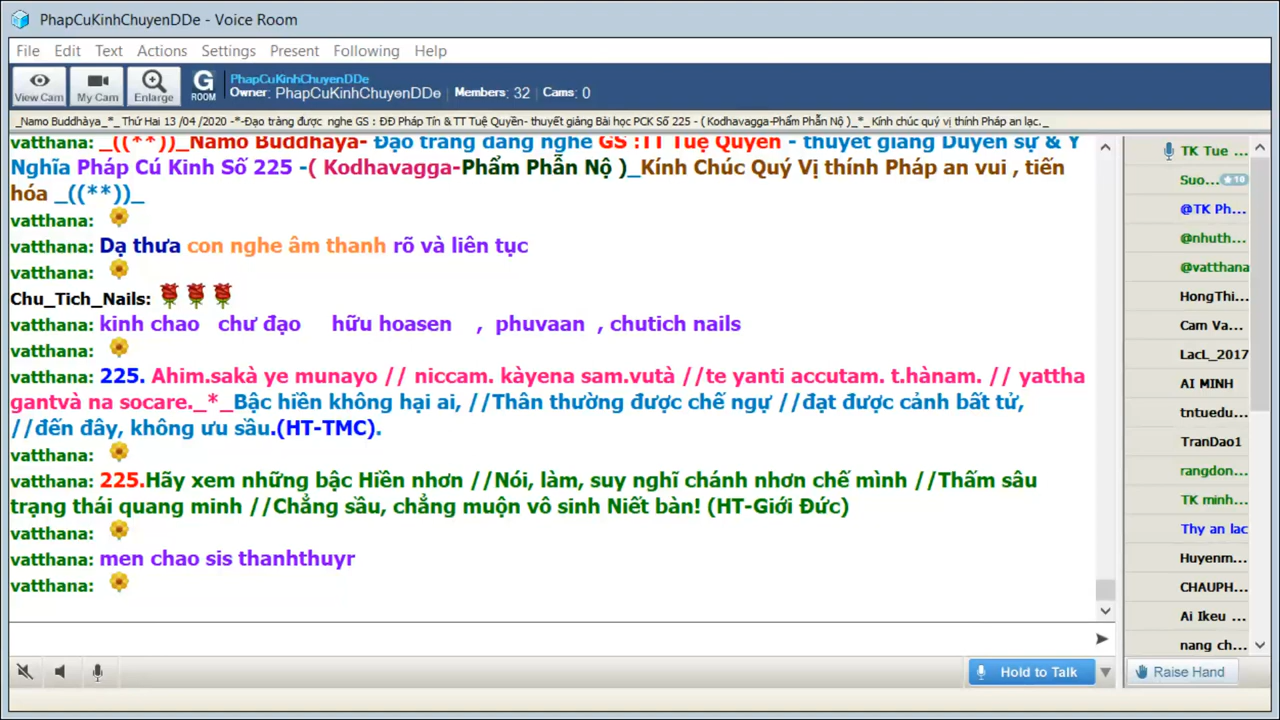 PhapCuKinhChuyenDDe - Voice Room
File Edit Text Actions Settings Present Following Help
View Cam My Cam Enlarge G ROOM PhapCuKinhChuyenDDe
Owner: PhapCuKinhChuyenDDe Members: 32 Cams: 0
_Namo Buddhàya_*_ Thứ Hai 13 /04 /2020 -*-Đạo tràng được nghe GS : ĐĐ Pháp Tín & TT Tuệ Quyền- thuyết giảng Bài học PCK Số 225 - ( Kodhavagga-Phẩm Phẫn Nộ )_*_ Kính chúc quý vị thính Pháp an lạc._
vatthana: _((**))_Namo Buddhàya- Đạo tràng đang nghe GS :TT Tuệ Quyền - thuyết giảng Duyên sự & Ý
Nghĩa Pháp Cú Kinh Số 225 -( Kodhavagga-Phẩm Phẫn Nộ )_Kính Chúc Quý Vị thính Pháp an vui , tiến
hóa _((**))_
vatthana:
vatthana: Dạ thưa con nghe âm thanh rõ và liên tục
vatthana:
Chu_Tich_Nails:
vatthana: kinh chao chư đạo hữu hoasen , phuvaan , chutich nails
vatthana:
vatthana: 225. Ahim.sakà ye munayo // niccam. kàyena sam.vutà //te yanti accutam. t.hànam. // yattha
gantvà na socare._*_Bậc hiền không hại ai, //Thân thường được chế ngự //đạt được cảnh bất tử,
//đến đây, không ưu sầu.(HT-TMC).
vatthana:
vatthana: 225.Hãy xem những bậc Hiền nhơn //Nói, làm, suy nghĩ chánh nhơn chế mình //Thấm sâu
trạng thái quang minh //Chẳng sầu, chẳng muộn vô sinh Niết bàn! (HT-Giới Đức)
vatthana:
vatthana: men chao sis thanhthuyr
vatthana:
TK Tue ...
Suo... 10
@TK Ph...
@nhuth...
@vatthana
HongThi...
Cam Va...
LacL_2017
AI MINH
tntuedu...
TranDao1
rangdon...
TK minh...
Thy an lac
Huyenm...
CHAUPH...
Ai Ikeu ...
nang ch...
Hold to Talk
Raise Hand